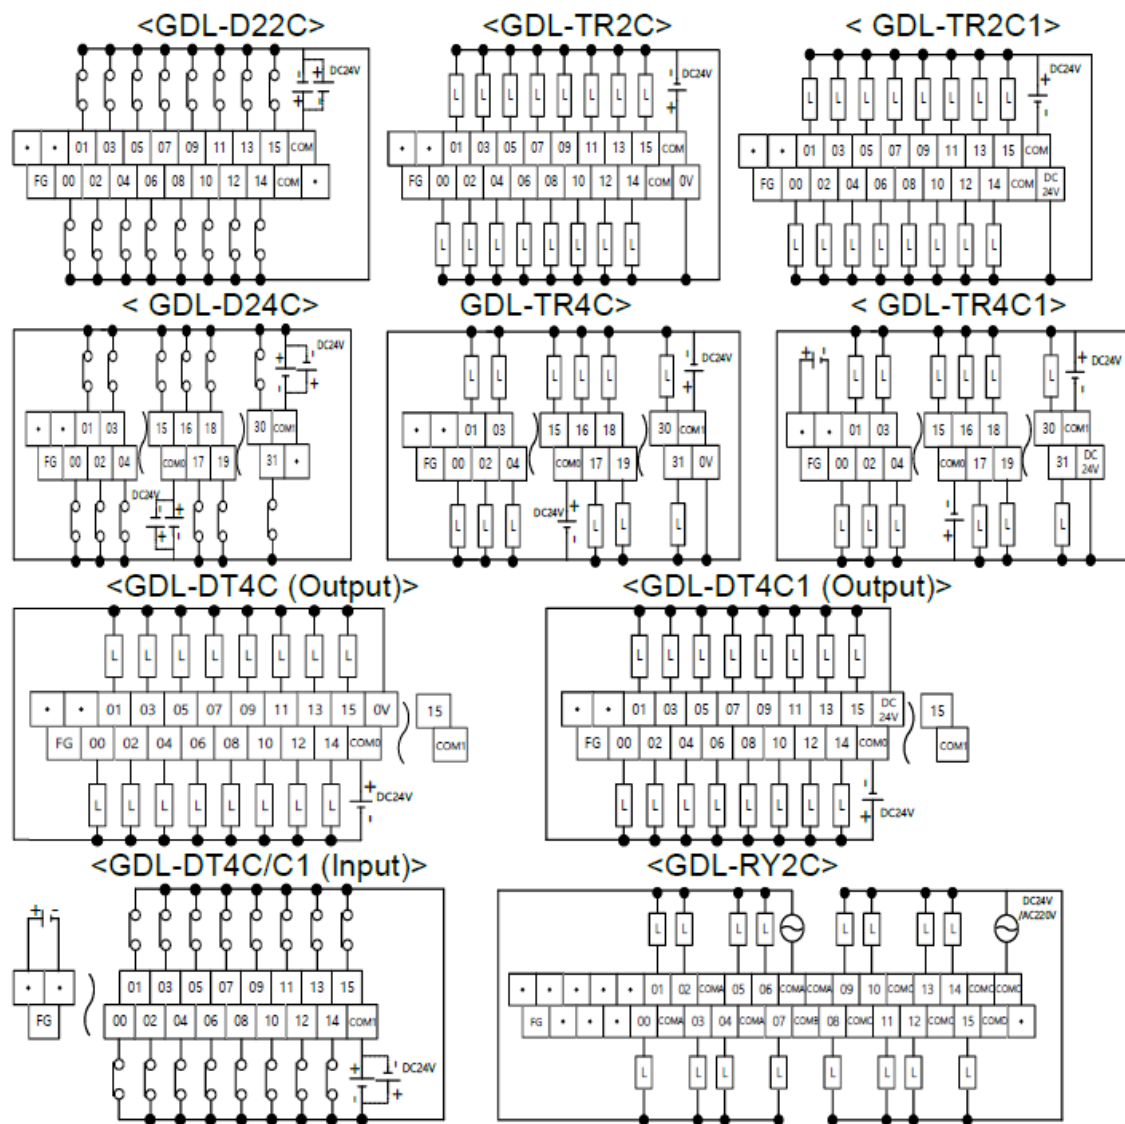 <GDL-D22C> <GDL-TR2C> < GDL-TR2C1>
DC24V DC24V DC24V
L L L L L L L L L L L L L L L L
01 03 05 07 09 11 13 15 COM 01 03 05 07 09 11 13 15 COM 01 03 05 07 09 11 13 15 COM
FG 00 02 04 06 08 10 12 14 COM FG 00 02 04 06 08 10 12 14 COM 0V FG 00 02 04 06 08 10 12 14 COM DC 24V
L L L L L L L L L L L L L L L L
< GDL-D24C> GDL-TR4C> < GDL-TR4C1>
DC24V DC24V
L L L L L L L L L L L L
01 03 15 16 18 30 COM1 01 03 15 16 18 30 COM1 01 03 15 16 18 30 COM1
FG 00 02 04 COM0 17 19 31 FG 00 02 04 COM0 17 19 31 0V FG 00 02 04 COM0 17 19 31 DC 24V
DC24V DC24V
L L L L L L L L L L L L
<GDL-DT4C (Output)> <GDL-DT4C1 (Output)>
L L L L L L L L L L L L L L L L
01 03 05 07 09 11 13 15 0V 15 01 03 05 07 09 11 13 15 DC 24V 15
FG 00 02 04 06 08 10 12 14 COM0 COM1 FG 00 02 04 06 08 10 12 14 COM0 COM1
L L L L L L L L DC24V L L L L L L L L DC24V
<GDL-DT4C/C1 (Input)> <GDL-RY2C>
DC24V
/AC220V
L L L L L L L L
01 03 05 07 09 11 13 15 01 02 COMA 05 06 COMA COMA 09 10 COMC 13 14 COMC COMC
FG 00 02 04 06 08 10 12 14 COM1 FG 00 COMA 03 04 COMA 07 COMB 08 COMC 11 12 COMC 15 COMD
DC24V L L L L L L L L